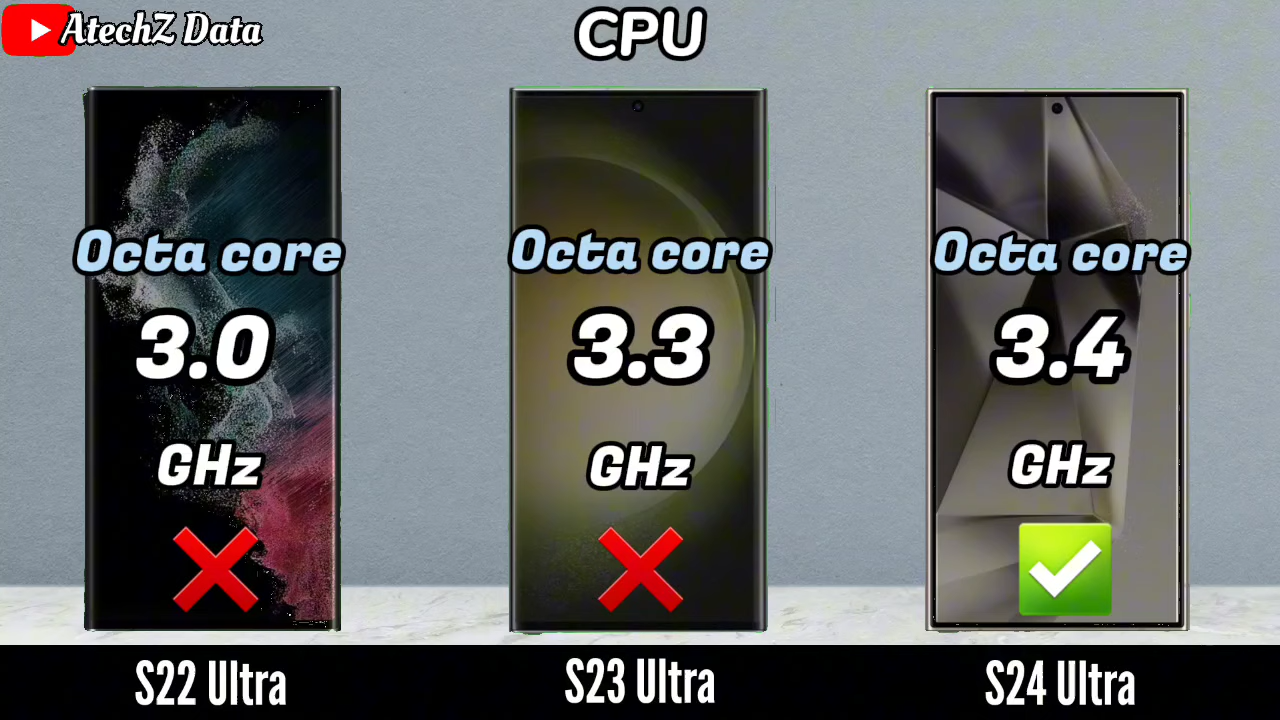 AtechZ Data
CPU
Octa core
3.0
GHz
S22 Ultra
Octa core
3.3
GHz
S23 Ultra
Octa core
3.4
GHz
S24 Ultra